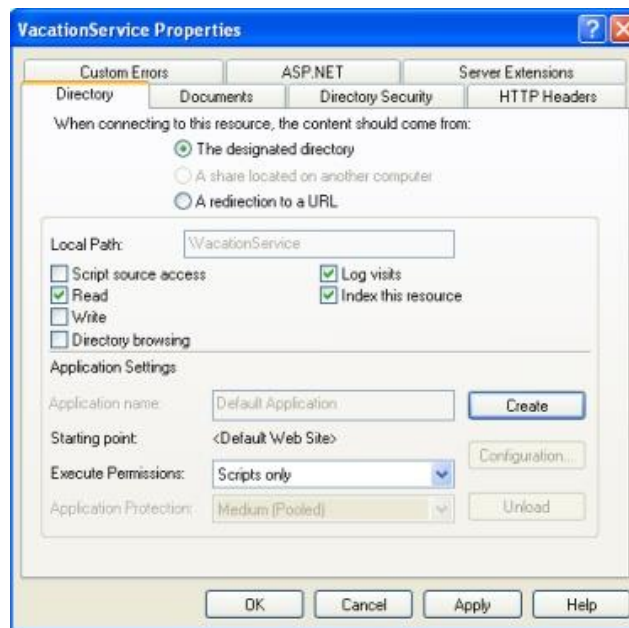 VacationService Properties
Custom Errors ASP.NET Server Extensions
Directory Documents Directory Security HTTP Headers
When connecting to this resource, the content should come from:
The designated directory
A share located on another computer
A redirection to a URL
Local Path: \VacationService
Script source access Log visits
Read Index this resource
Write
Directory browsing
Application Settings
Application name: Default Application Create
Starting point: <Default Web Site>
Configuration...
Execute Permissions: Scripts only
Application Protection: Medium (Pooled) Unload
OK Cancel Apply Help